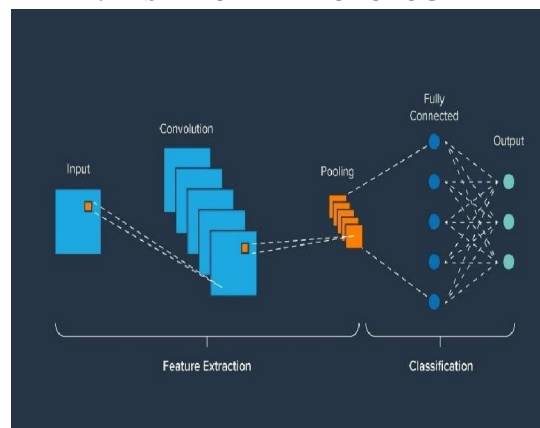 Fully
Connected
Convolution
Output
Input
Pooling
Feature Extraction
Classification